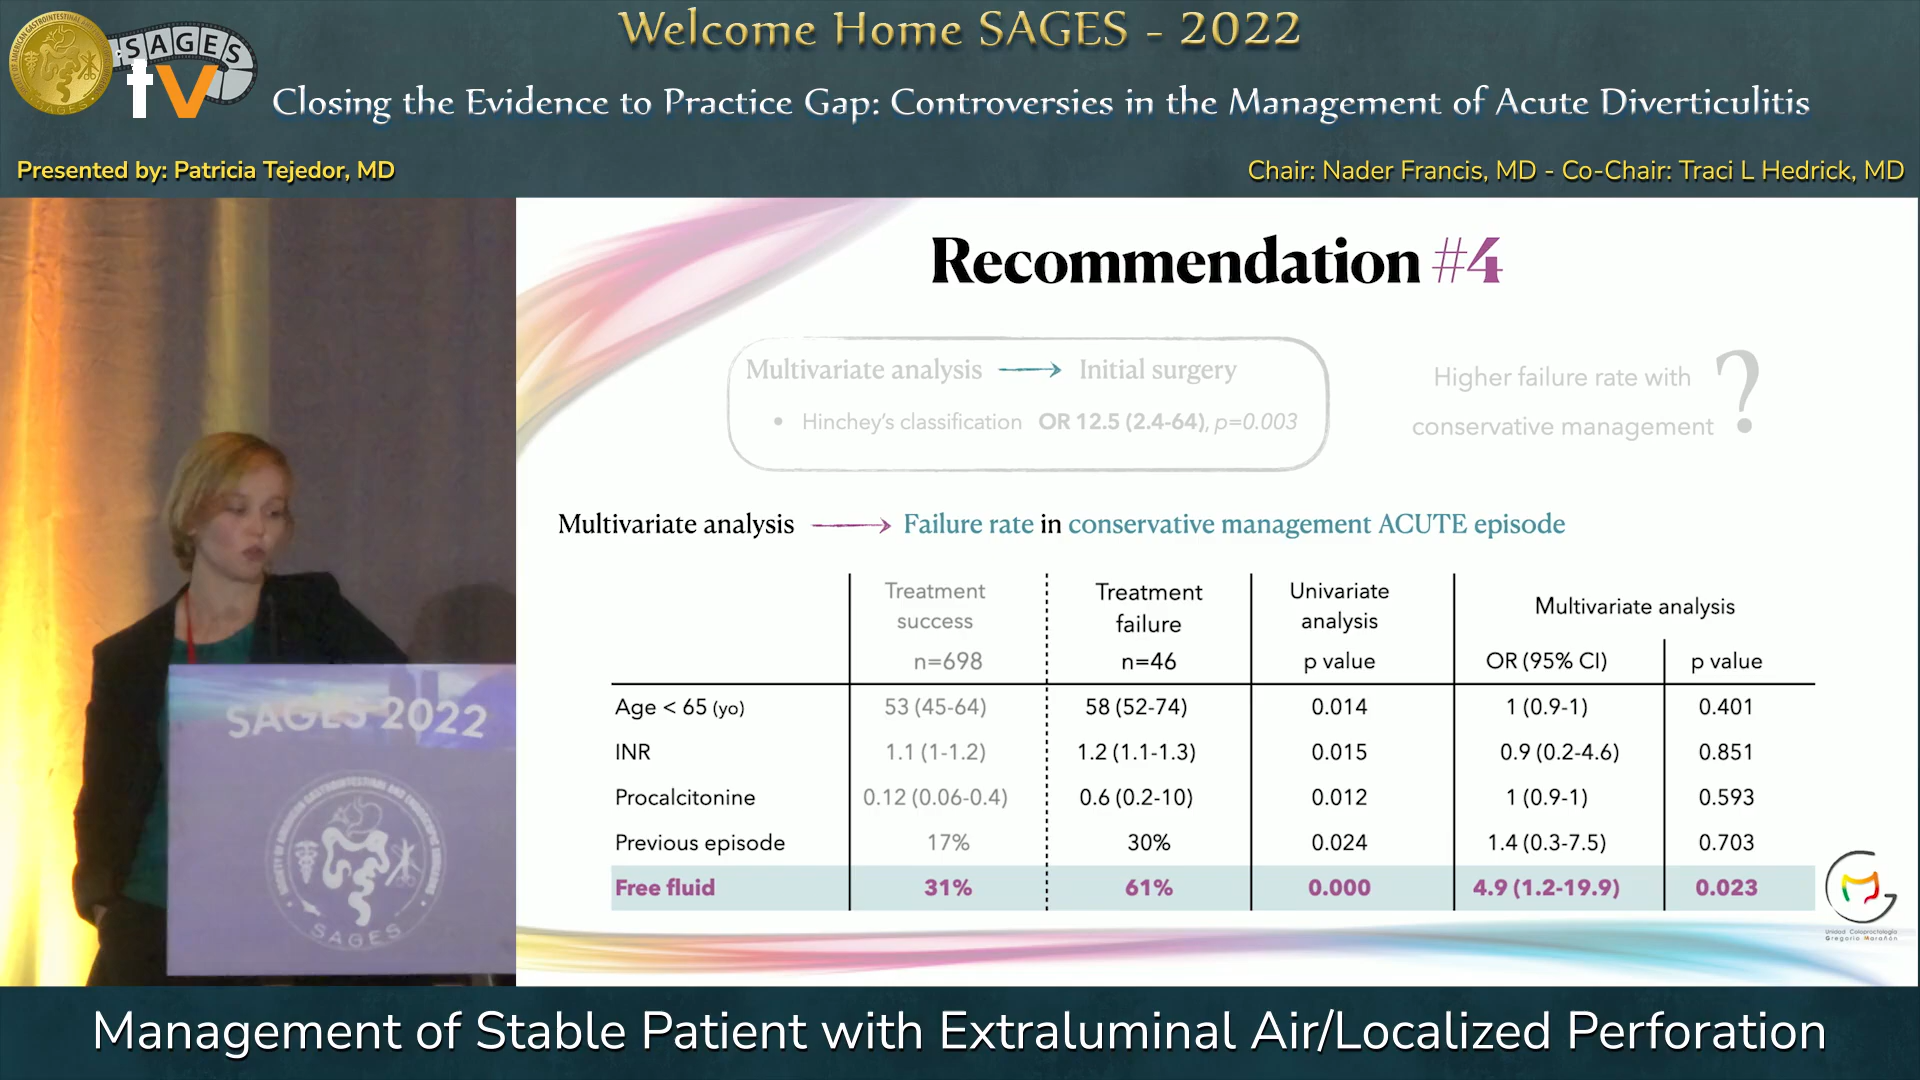 Welcome Home SAGES - 2022
SAGES
tv
Closing the Evidence to Practice Gap: Controversies in the Management of Acute Diverticulitis
Presented by: Patricia Tejedor, MD
Chair: Nader Francis, MD - Co-Chair: Traci L Hedrick, MD
Recommendation #4
Multivariate analysis → Initial surgery
• Hinchey's classification OR 12.5 (2.4-64), p=0.003
Higher failure rate with
conservative management ?
Multivariate analysis → Failure rate in conservative management ACUTE episode
Treatment success n=698 Treatment failure n=46 Univariate analysis p value Multivariate analysis OR (95% CI) p value
Age < 65 (yo) 53 (45-64) 58 (52-74) 0.014 1 (0.9-1) 0.401
INR 1.1 (1-1.2) 1.2 (1.1-1.3) 0.015 0.9 (0.2-4.6) 0.851
Procalcitonine 0.12 (0.06-0.4) 0.6 (0.2-10) 0.012 1 (0.9-1) 0.593
Previous episode 17% 30% 0.024 1.4 (0.3-7.5) 0.703
Free fluid 31% 61% 0.000 4.9 (1.2-19.9) 0.023
Unidad Coloproctología
Gregorio Marañón
SAGES 2022
SAGES
Management of Stable Patient with Extraluminal Air/Localized Perforation